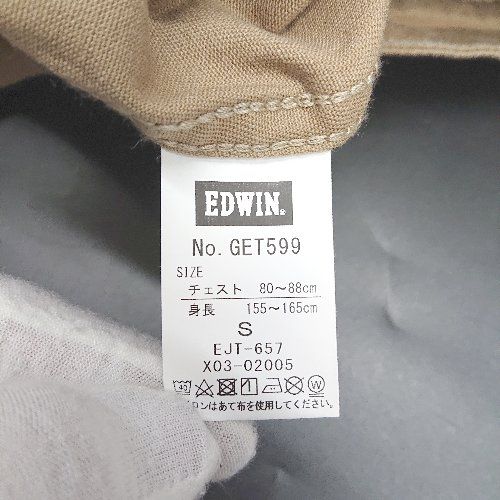 EDWIN®
No. GET599
SIZE
チェスト 80～88cm
身長 155～165cm
S
EJT-657
X03-02005
ロンはあて布を使用してください。